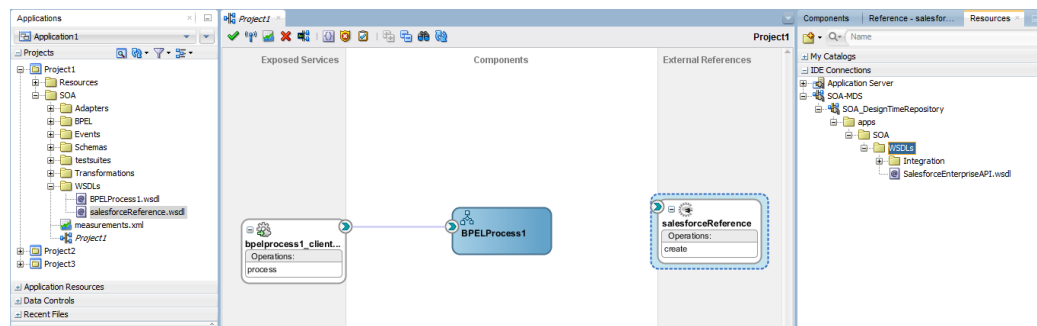 Applications
Application1
Projects
Project1
Resources
SOA
Adapters
BPEL
Events
Schemas
testsuites
Transformations
WSDLs
BPELProcess1.wsdl
salesforceReference.wsdl
measurements.xml
Project1
Project2
Project3
Application Resources
Data Controls
Recent Files
Project1
Project1
Exposed Services
Components
External References
bpelprocess1_client...
Operations:
process
BPELProcess1
salesforceReference
Operations:
create
Components
Reference - salesfor...
Resources
Name
My Catalogs
IDE Connections
Application Server
SOA-MDS
SOA_DesignTimeRepository
apps
SOA
WSDLs
Integration
SalesforceEnterpriseAPI.wsdl